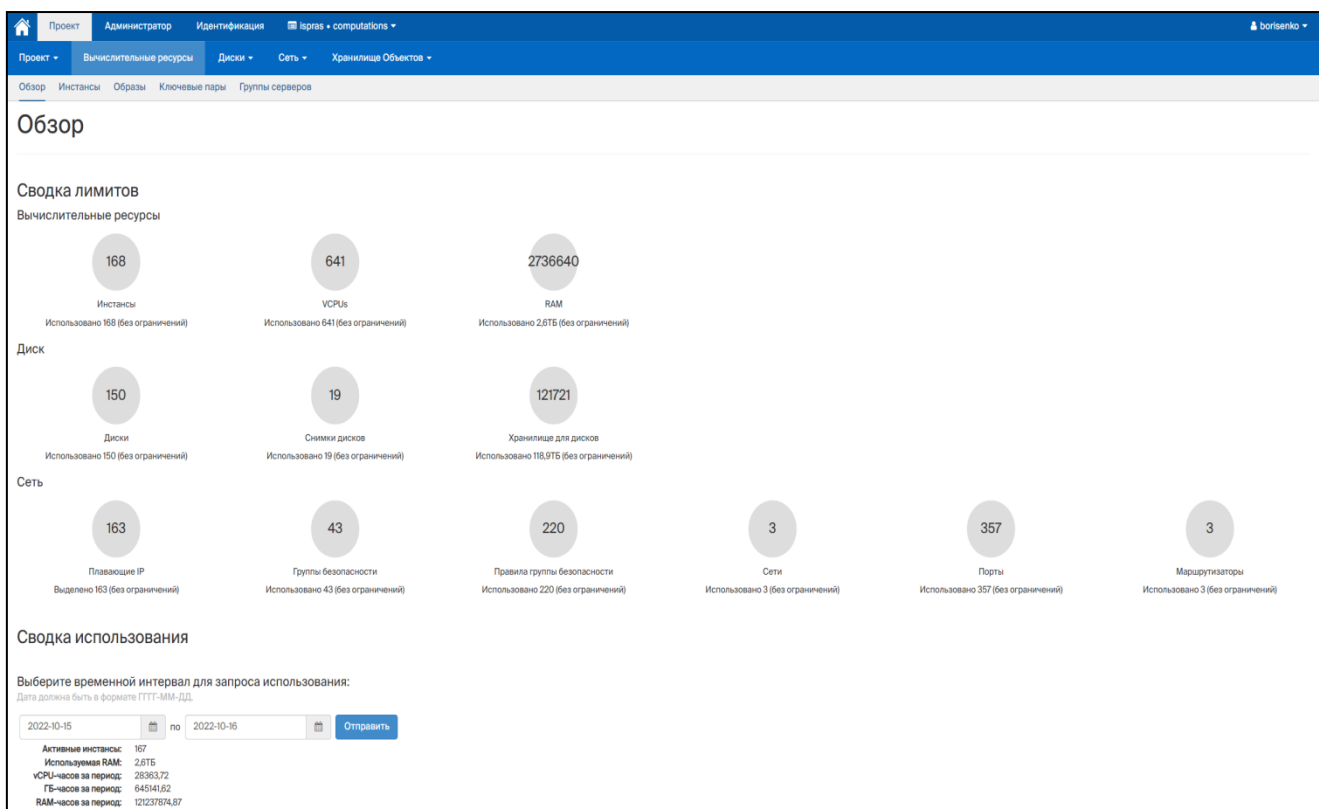 Проект Администратор Идентификация ispras • computations borisenko
Проект Вычислительные ресурсы Диски Сеть Хранилище Объектов
Обзор Инстансы Образы Ключевые пары Группы серверов
Обзор
Сводка лимитов
Вычислительные ресурсы
168 641 2736640
Инстансы VCPUs RAM
Использовано 168 (без ограничений) Использовано 641 (без ограничений) Использовано 2,6ТБ (без ограничений)
Диск
150 19 121721
Диски Снимки дисков Хранилище для дисков
Использовано 150 (без ограничений) Использовано 19 (без ограничений) Использовано 118,9ТБ (без ограничений)
Сеть
163 43 220 3 357 3
Плавающие IP Группы безопасности Правила группы безопасности Сети Порты Маршрутизаторы
Выделено 163 (без ограничений) Использовано 43 (без ограничений) Использовано 220 (без ограничений) Использовано 3 (без ограничений) Использовано 357 (без ограничений) Использовано 3 (без ограничений)
Сводка использования
Выберите временной интервал для запроса использования:
Дата должна быть в формате ГГГГ-ММ-ДД.
2022-10-15 по 2022-10-16 Отправить
Активные инстансы: 167
Используемая RAM: 2,6ТБ
vCPU-часов за период: 28363,72
ГБ-часов за период: 645141,62
RAM-часов за период: 121237874,87